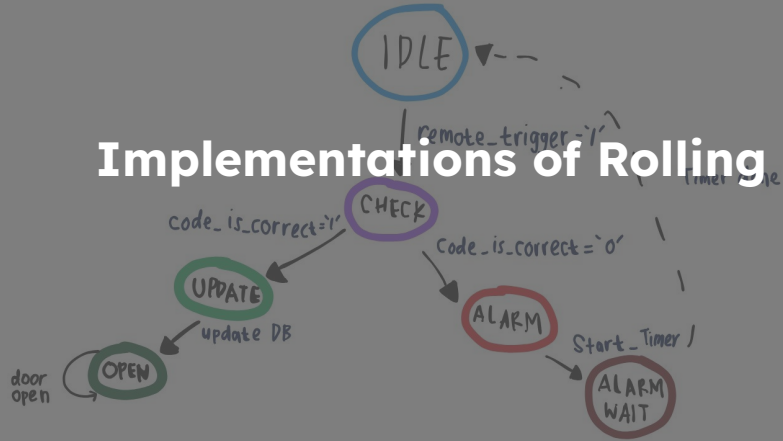 IDLE
remote_trigger='1'
Implementations of Rolling
CHECK
code_is_correct='1'
code_is_correct='0'
UPDATE
update DB
ALARM
Start_Timer
OPEN
door
open
ALARM
WAIT